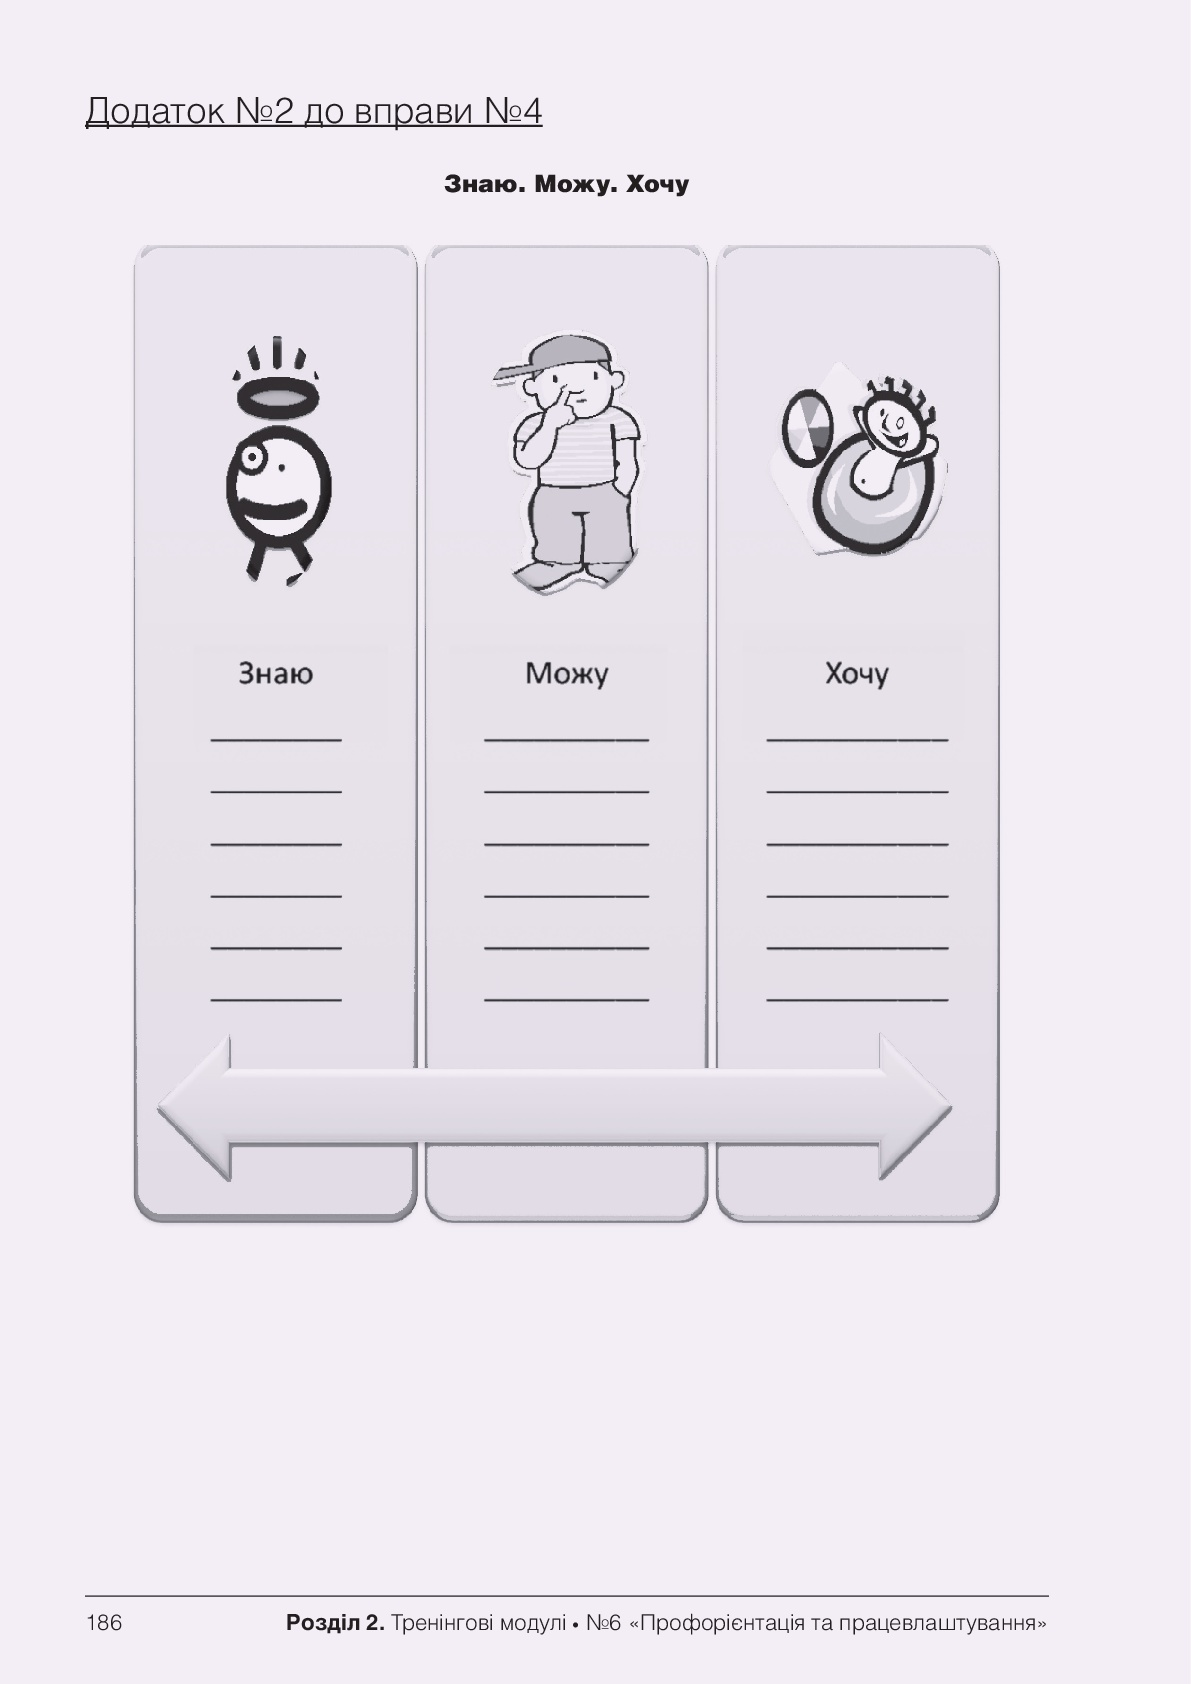 Додаток №2 до вправи №4
Знаю. Можу. Хочу
Знаю
Можу
Хочу
186
Розділ 2. Тренінгові модулі • №6 «Профорієнтація та працевлаштування»